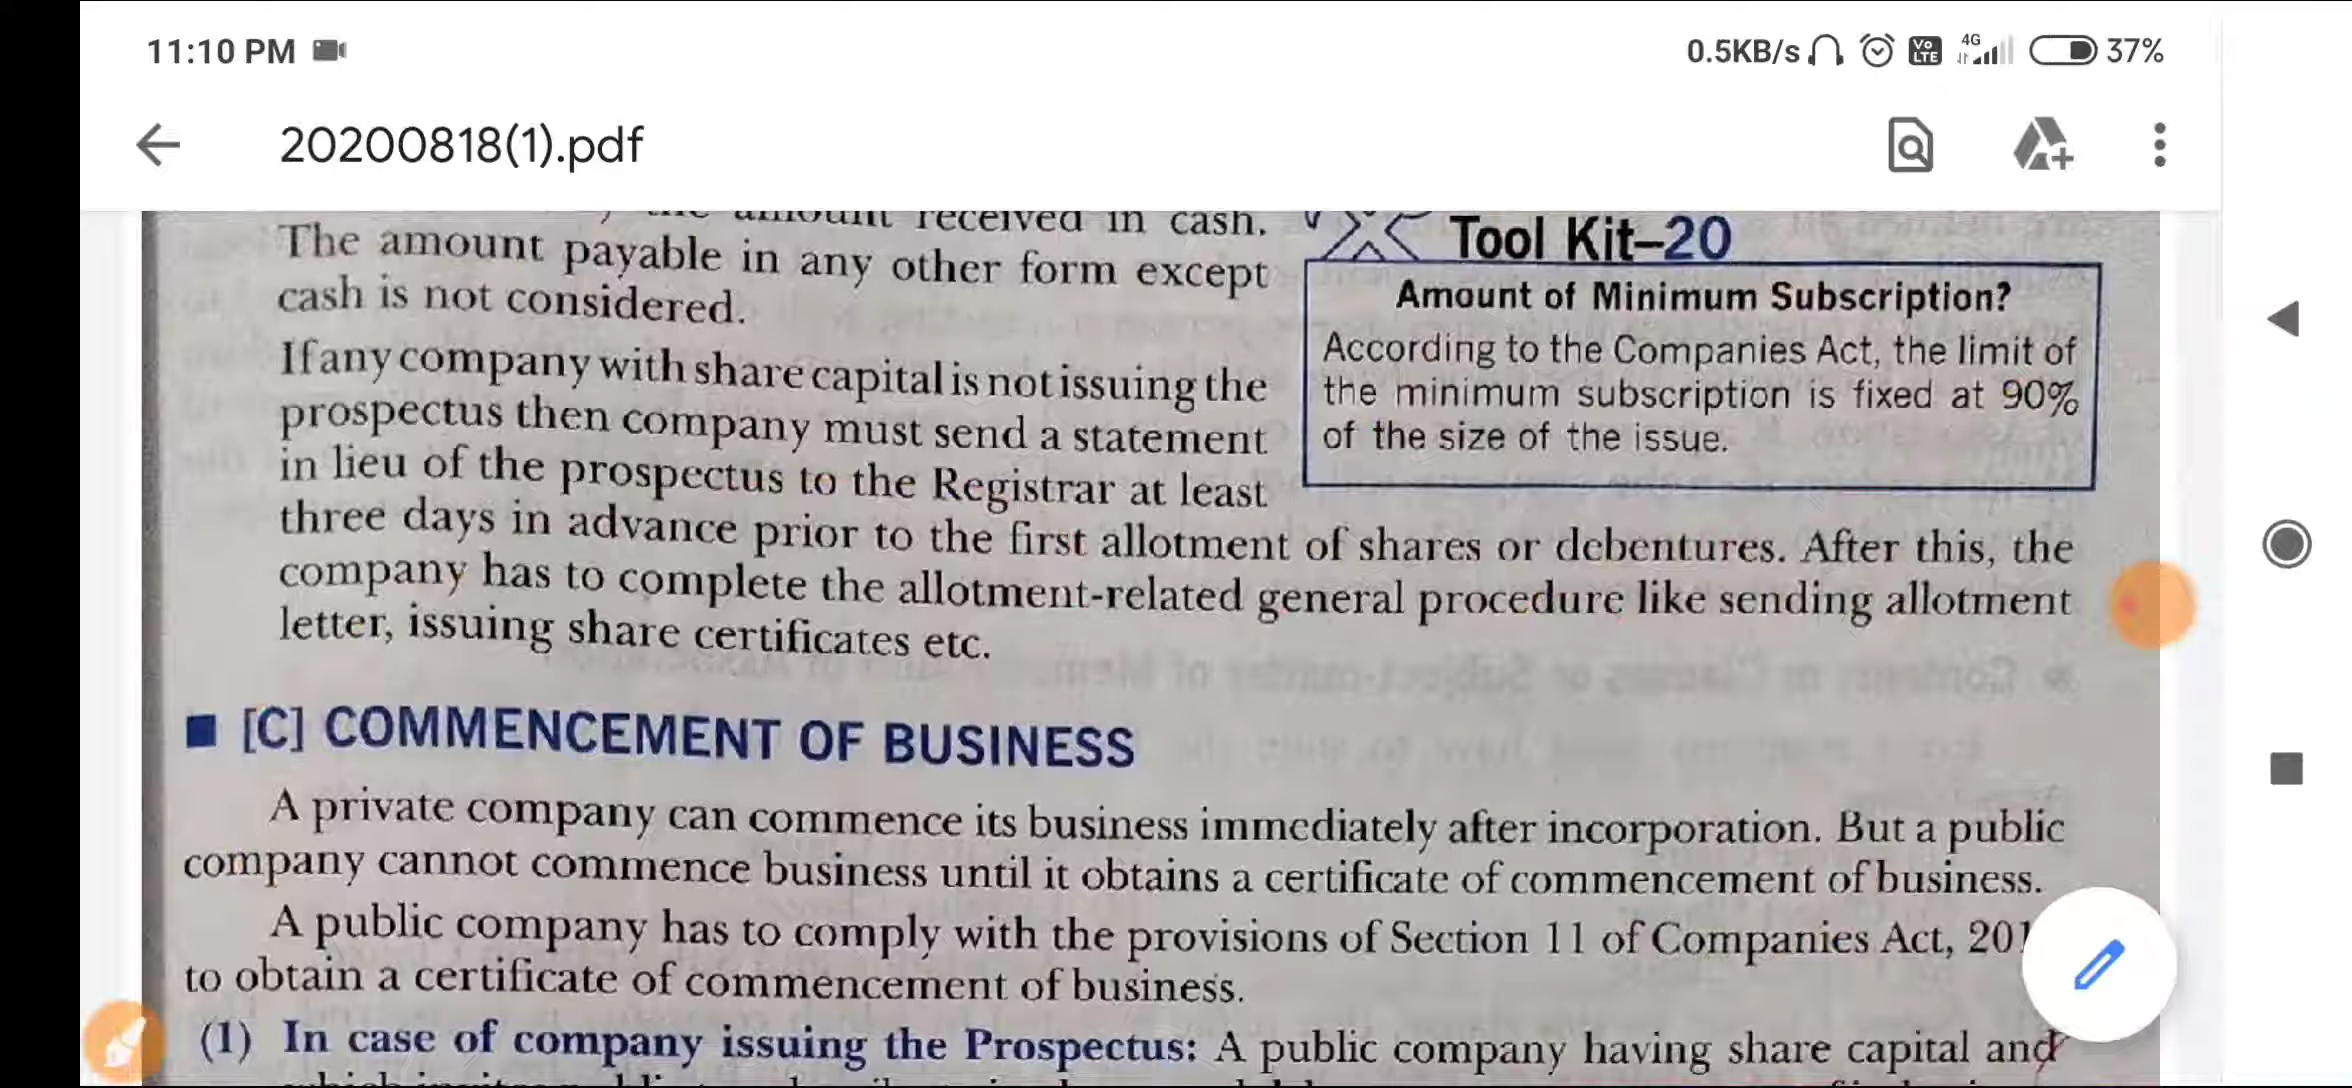 11:10 PM
0.5KB/s
Vo LTE
4G
37%
20200818(1).pdf
amount received in cash.
The amount payable in any other form except
cash is not considered.
If any company with share capital is not issuing the
prospectus then company must send a statement
in lieu of the prospectus to the Registrar at least
three days in advance prior to the first allotment of shares or debentures. After this, the
company has to complete the allotment-related general procedure like sending allotment
letter, issuing share certificates etc.
Tool Kit–20
Amount of Minimum Subscription?
According to the Companies Act, the limit of
the minimum subscription is fixed at 90%
of the size of the issue.
[C] COMMENCEMENT OF BUSINESS
A private company can commence its business immediately after incorporation. But a public
company cannot commence business until it obtains a certificate of commencement of business.
A public company has to comply with the provisions of Section 11 of Companies Act, 201
to obtain a certificate of commencement of business.
(1) In case of company issuing the Prospectus: A public company having share capital and